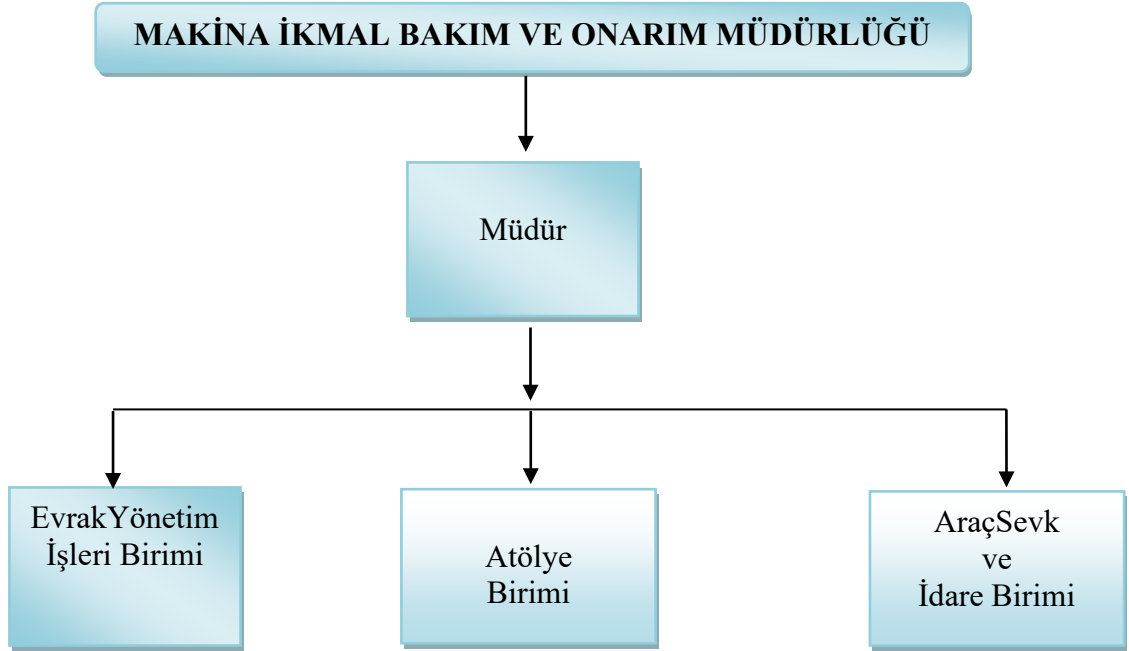 MAKİNA İKMAL BAKIM VE ONARIM MÜDÜRLÜĞÜ
Müdür
EvrakYönetim
İşleri Birimi
Atölye
Birimi
AraçSevk
ve
İdare Birimi